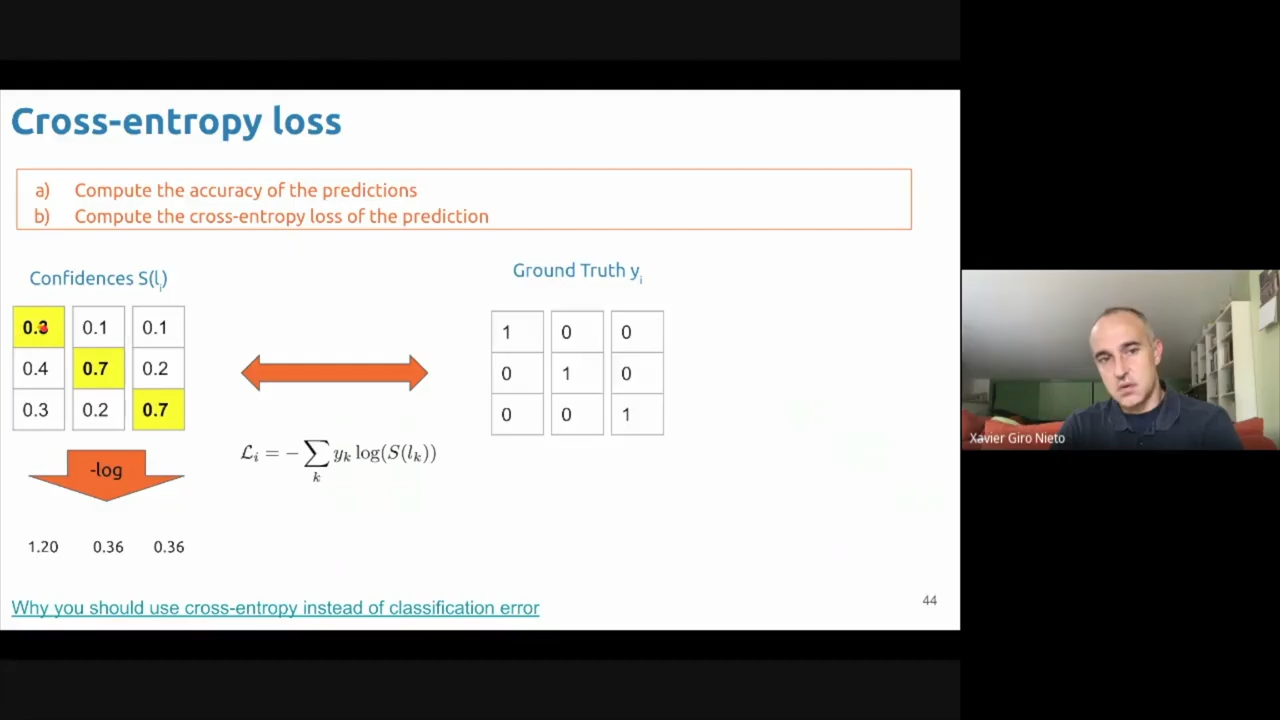 Cross-entropy loss
a) Compute the accuracy of the predictions
b) Compute the cross-entropy loss of the prediction
Confidences S(l_i)
Ground Truth y_i
0.3 0.1 0.1
0.4 0.7 0.2
0.3 0.2 0.7
1 0 0
0 1 0
0 0 1
-log
ℒ_i = − ∑_k y_k log(S(l_k))
1.20 0.36 0.36
Why you should use cross-entropy instead of classification error
44
Xavier Giro Nieto